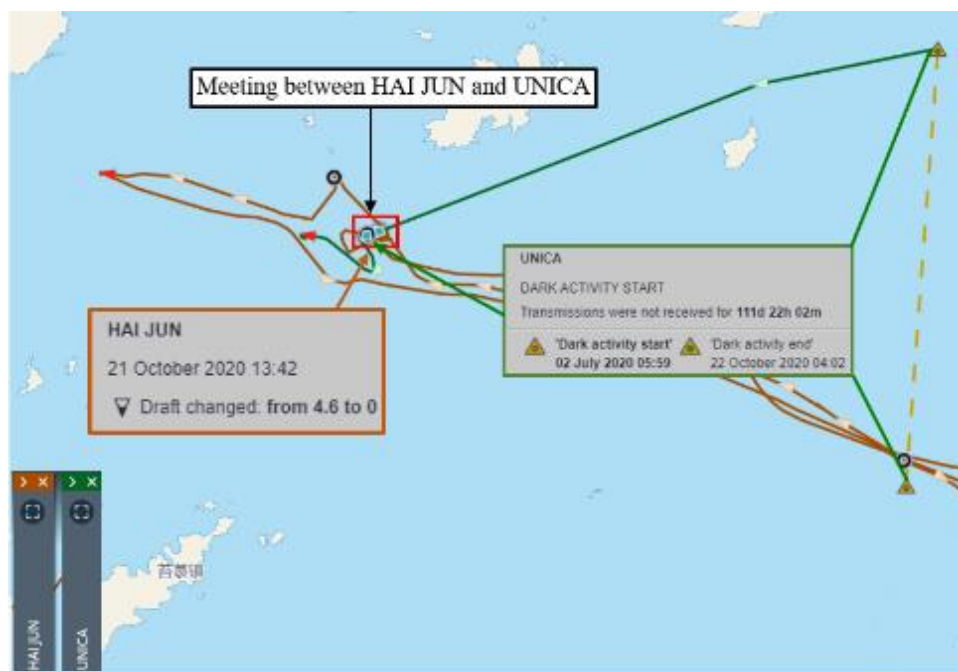 Meeting between HAI JUN and UNICA
UNICA
DARK ACTIVITY START
Transmissions were not received for 111d 22h 02m
'Dark activity start' 'Dark activity end'
02 July 2020 05:59 22 October 2020 04:02
HAI JUN
21 October 2020 13:42
Draft changed: from 4.6 to 0
HAI JUN
UNICA